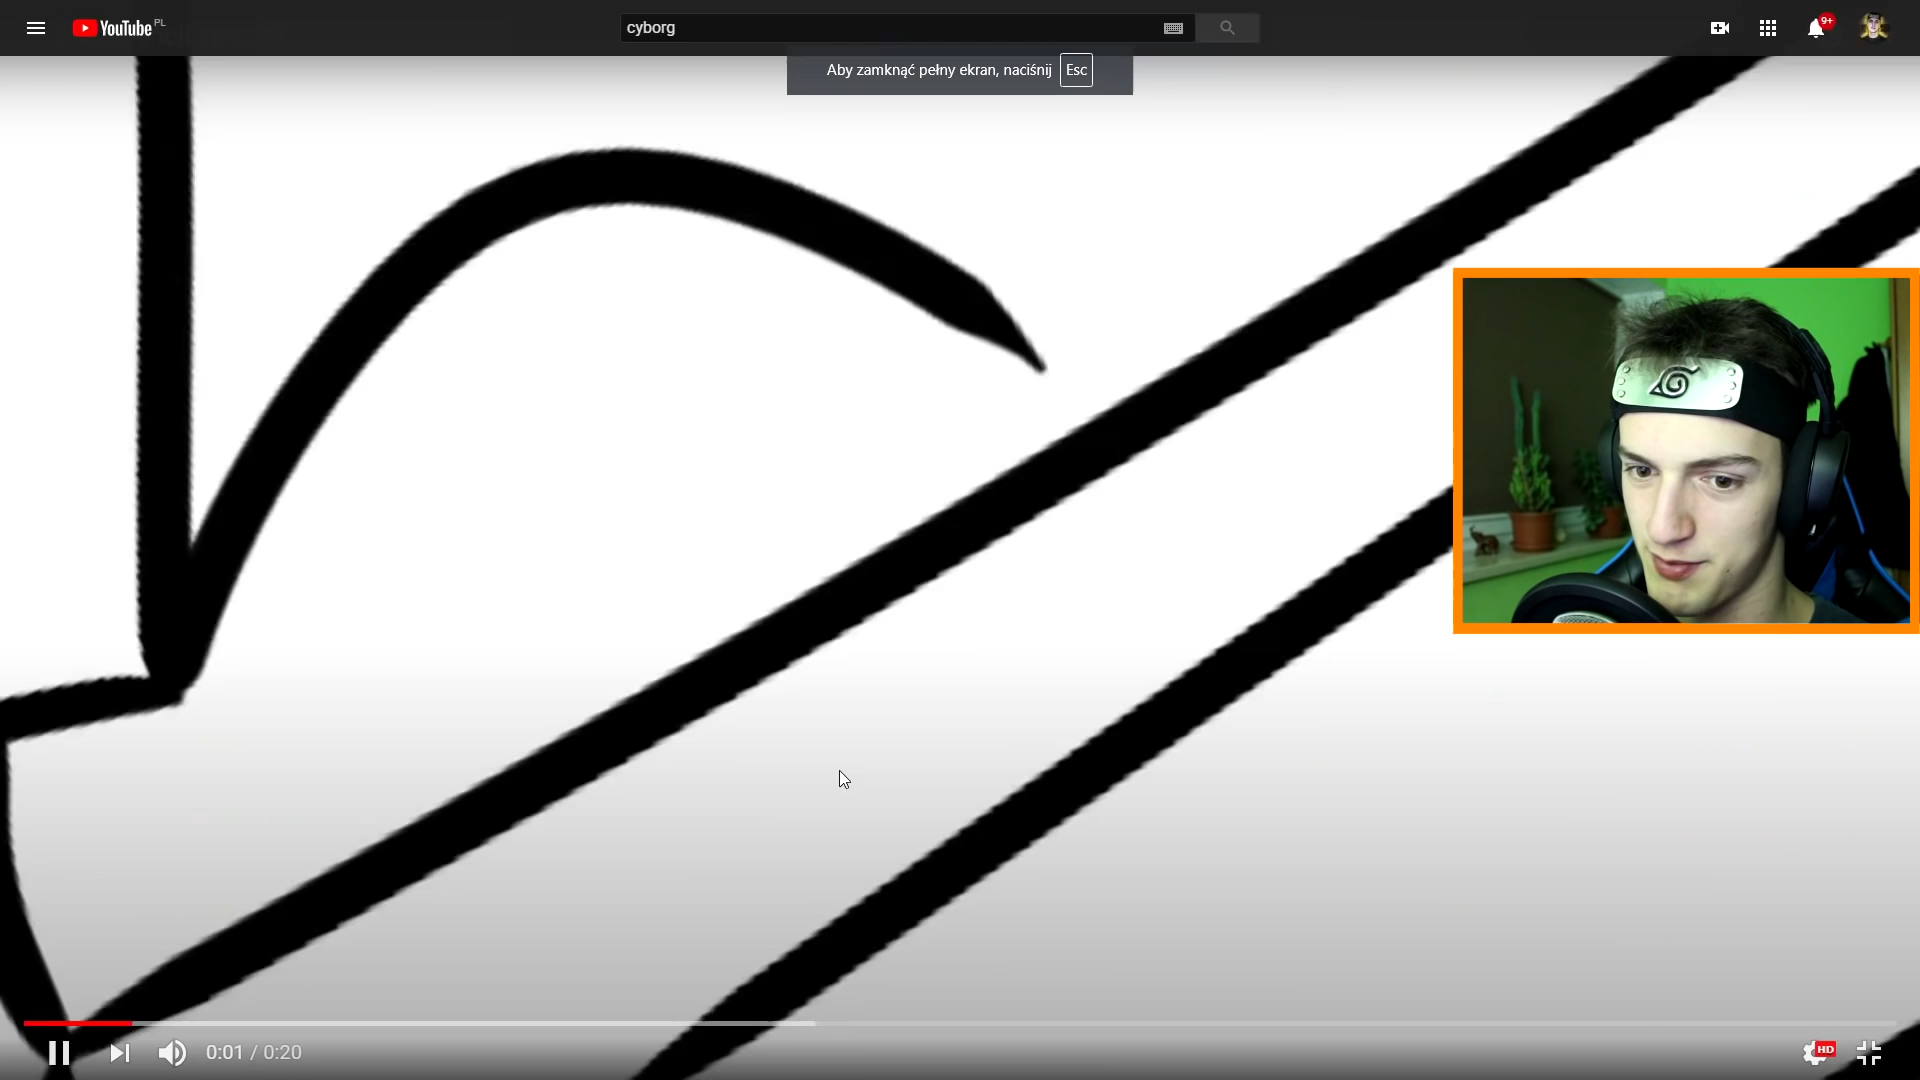 YouTube PL
cyborg
9+
Aby zamknąć pełny ekran, naciśnij Esc
0:01 / 0:20
HD